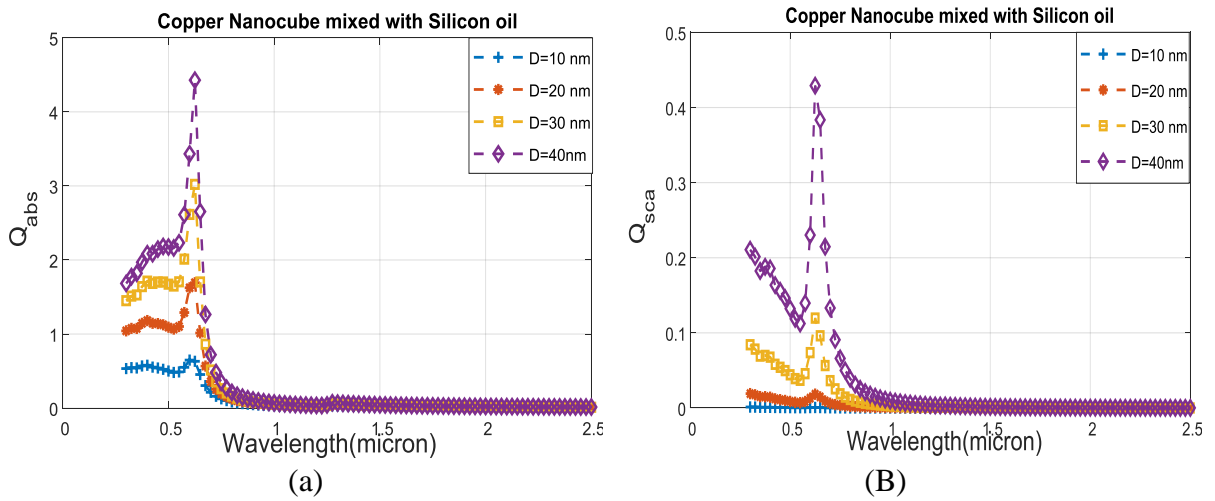 Copper Nanocube mixed with Silicon oil
5
4
3
2
1
0
Q_abs
0
0.5
1
1.5
2
2.5
Wavelength(micron)
D=10 nm
D=20 nm
D=30 nm
D=40nm
(a)
Copper Nanocube mixed with Silicon oil
0.5
0.4
0.3
0.2
0.1
0
Q_sca
0
0.5
1
1.5
2
2.5
Wavelength(micron)
D=10 nm
D=20 nm
D=30 nm
D=40nm
(B)